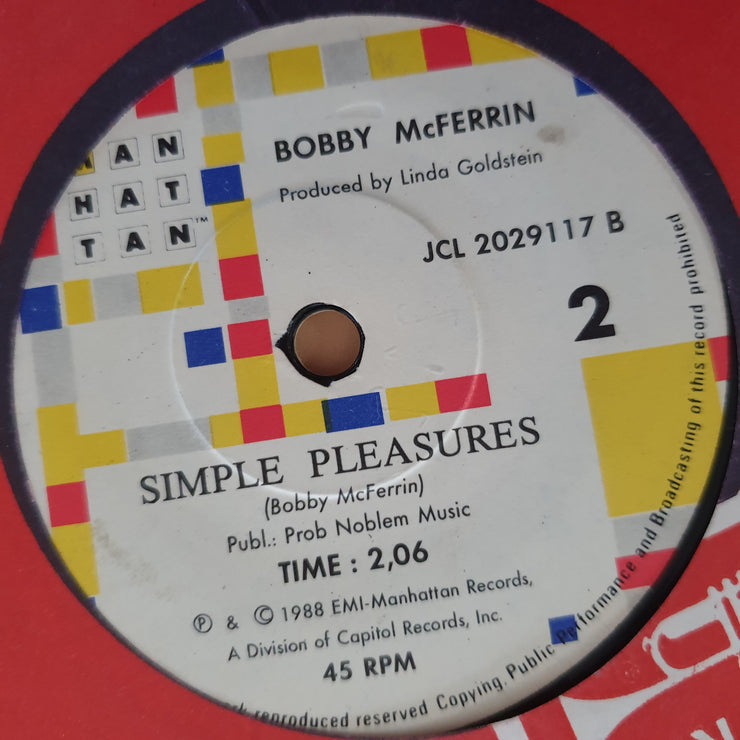 MAN
HAT
TAN™
BOBBY McFERRIN
Produced by Linda Goldstein
JCL 2029117 B
2
SIMPLE PLEASURES
(Bobby McFerrin)
Publ.: Prob Noblem Music
TIME : 2,06
℗ & © 1988 EMI-Manhattan Records,
A Division of Capitol Records, Inc.
45 RPM
reproduced reserved Copying, Public Performance and Broadcasting of this record prohibited